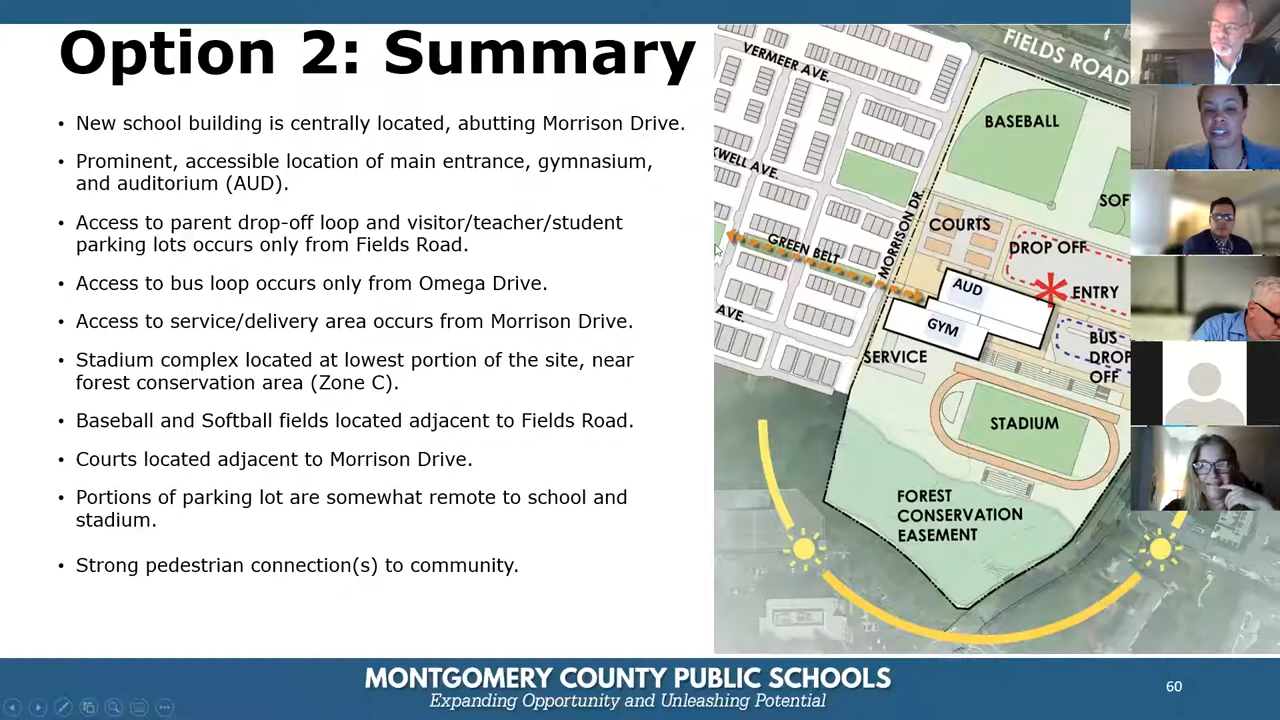 Option 2: Summary
• New school building is centrally located, abutting Morrison Drive.
• Prominent, accessible location of main entrance, gymnasium,
and auditorium (AUD).
• Access to parent drop-off loop and visitor/teacher/student
parking lots occurs only from Fields Road.
• Access to bus loop occurs only from Omega Drive.
• Access to service/delivery area occurs from Morrison Drive.
• Stadium complex located at lowest portion of the site, near
forest conservation area (Zone C).
• Baseball and Softball fields located adjacent to Fields Road.
• Courts located adjacent to Morrison Drive.
• Portions of parking lot are somewhat remote to school and
stadium.
• Strong pedestrian connection(s) to community.
FIELDS ROAD
VERMEER AVE.
BASEBALL
KWELL AVE.
SOF
MORRISON DR.
COURTS
GREEN BELT
DROP OFF
AUD
ENTRY
GYM
AVE.
BUS
DROP
OFF
SERVICE
STADIUM
FOREST
CONSERVATION
EASEMENT
MONTGOMERY COUNTY PUBLIC SCHOOLS
Expanding Opportunity and Unleashing Potential
60